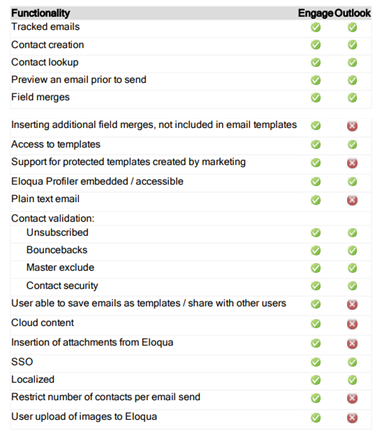 Functionality Engage Outlook
Tracked emails
Contact creation
Contact lookup
Preview an email prior to send
Field merges
Inserting additional field merges, not included in email templates
Access to templates
Support for protected templates created by marketing
Eloqua Profiler embedded / accessible
Plain text email
Contact validation:
Unsubscribed
Bouncebacks
Master exclude
Contact security
User able to save emails as templates / share with other users
Cloud content
Insertion of attachments from Eloqua
SSO
Localized
Restrict number of contacts per email send
User upload of images to Eloqua